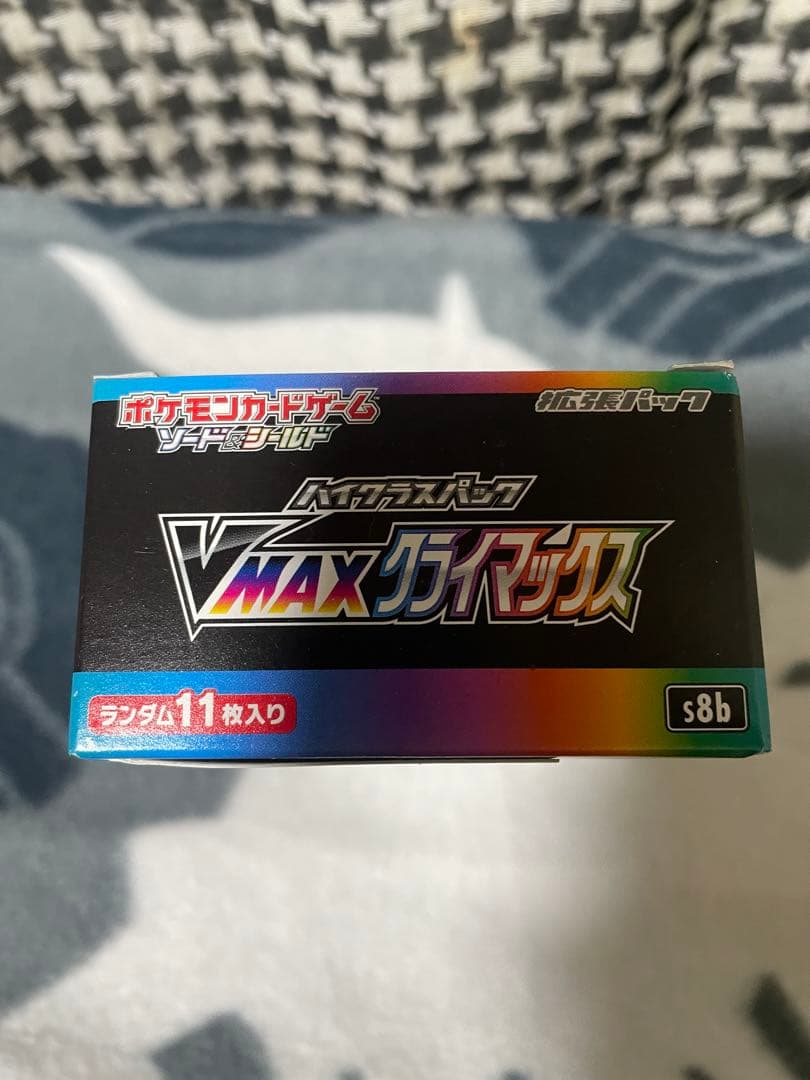 ポケモンカードゲーム
ソード&シールド
拡張パック
ハイクラスパック
VMAXクライマックス
ランダム11枚入り
s8b